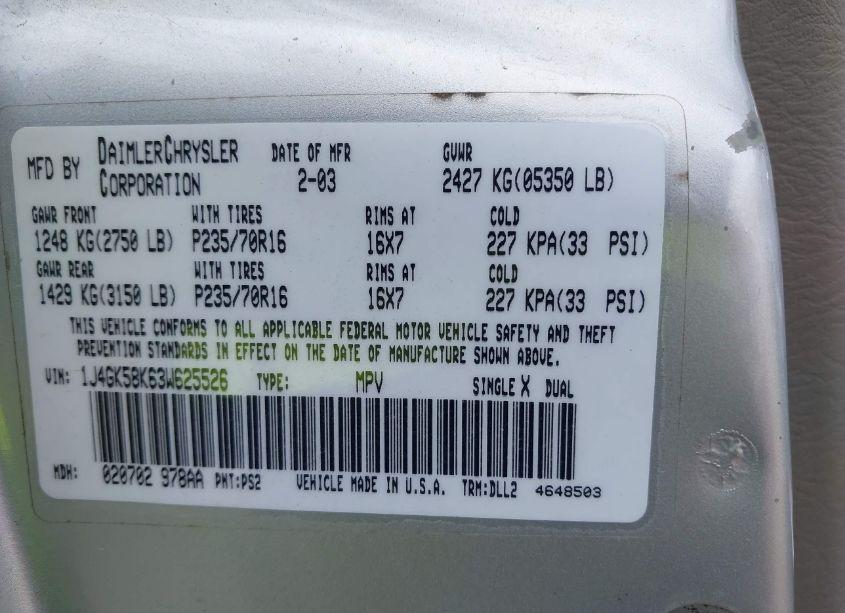 MFD BY DAIMLERCHRYSLER CORPORATION DATE OF MFR 2-03 GVWR 2427 KG(05350 LB)
GAWR FRONT WITH TIRES RIMS AT COLD
1248 KG(2750 LB) P235/70R16 16X7 227 KPA(33 PSI)
GAWR REAR WITH TIRES RIMS AT COLD
1429 KG(3150 LB) P235/70R16 16X7 227 KPA(33 PSI)
THIS VEHICLE CONFORMS TO ALL APPLICABLE FEDERAL MOTOR VEHICLE SAFETY AND THEFT
PREVENTION STANDARDS IN EFFECT ON THE DATE OF MANUFACTURE SHOWN ABOVE.
VIN: 1J4GK58K63W625526 TYPE: MPV SINGLE X DUAL
MDH: 020702 978AA PNT:PS2 VEHICLE MADE IN U.S.A. TRM:DLL2 4648503